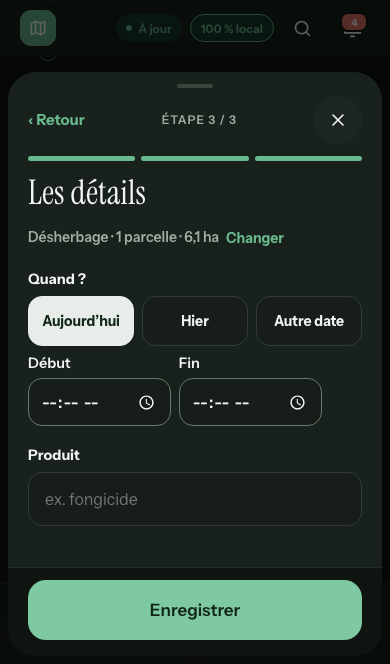 À jour
100 % local
4
‹ Retour
ÉTAPE 3 / 3
Les détails
Désherbage · 1 parcelle · 6,1 ha Changer
Quand ?
Aujourd’hui
Hier
Autre date
Début
Fin
--:-- --
--:-- --
Produit
ex. fongicide
Enregistrer